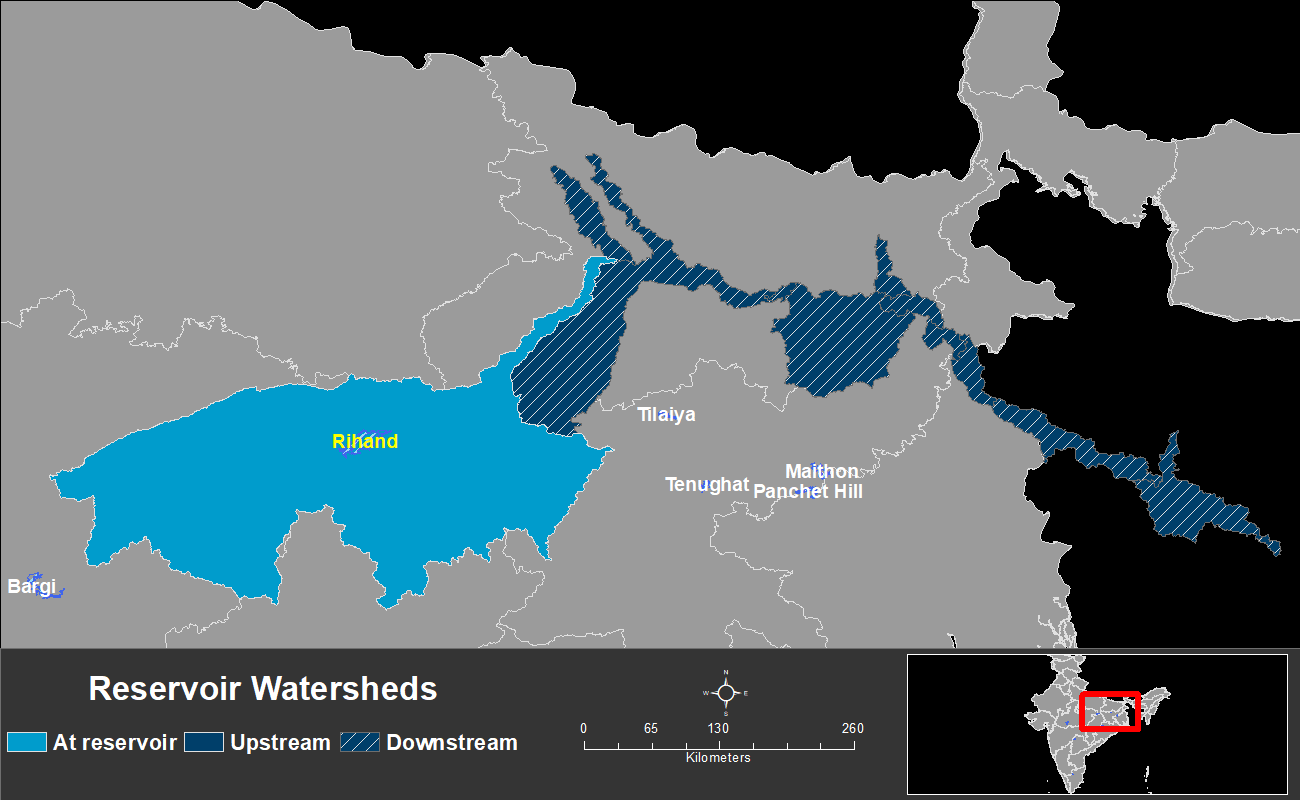 Tilaiya
Rihand
Maithon
Tenughat
Panchet Hill
Bargi
Reservoir Watersheds
At reservoir
Upstream
Downstream
N
W
E
S
0 65 130 260
Kilometers